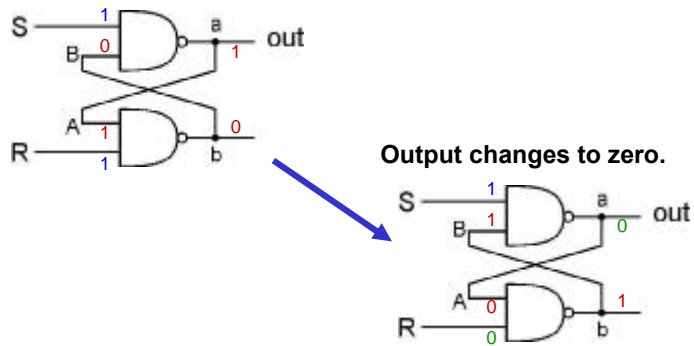 S 1 a out
B 0 1
A 1 0
R 1 b
Output changes to zero.
S 1 a out
B 1 0
A 0 1
R 0 b